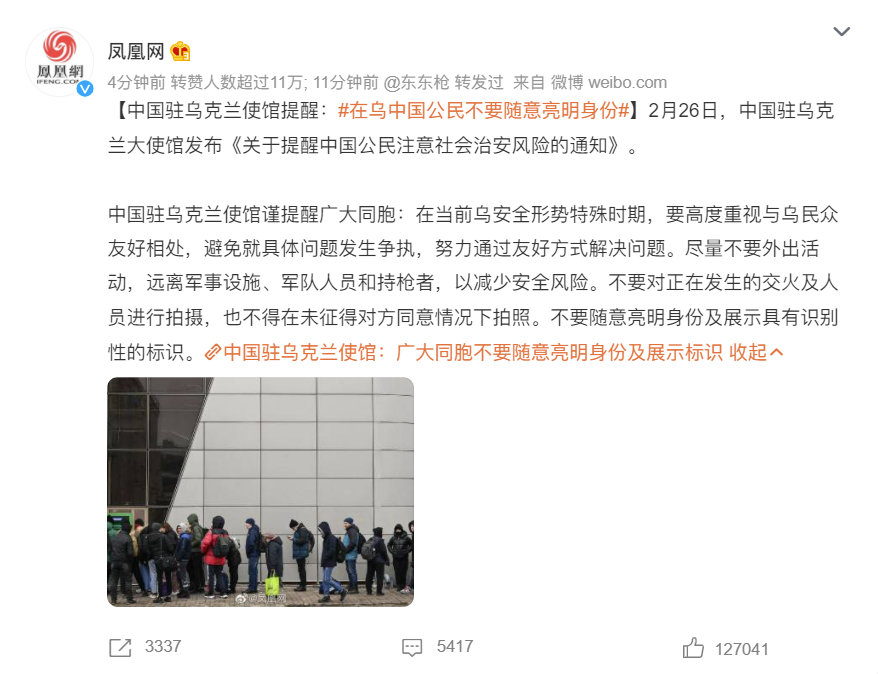 鳳凰網
IFENG.COM
凤凰网
4分钟前 转赞人数超过11万; 11分钟前 @东东枪 转发过 来自 微博 weibo.com
【中国驻乌克兰使馆提醒：#在乌中国公民不要随意亮明身份#】2月26日，中国驻乌克
兰大使馆发布《关于提醒中国公民注意社会治安风险的通知》。
中国驻乌克兰使馆谨提醒广大同胞：在当前乌安全形势特殊时期，要高度重视与乌民众
友好相处，避免就具体问题发生争执，努力通过友好方式解决问题。尽量不要外出活
动，远离军事设施、军队人员和持枪者，以减少安全风险。不要对正在发生的交火及人
员进行拍摄，也不得在未征得对方同意情况下拍照。不要随意亮明身份及展示具有识别
性的标识。中国驻乌克兰使馆：广大同胞不要随意亮明身份及展示标识 收起
@凤凰网
3337
5417
127041